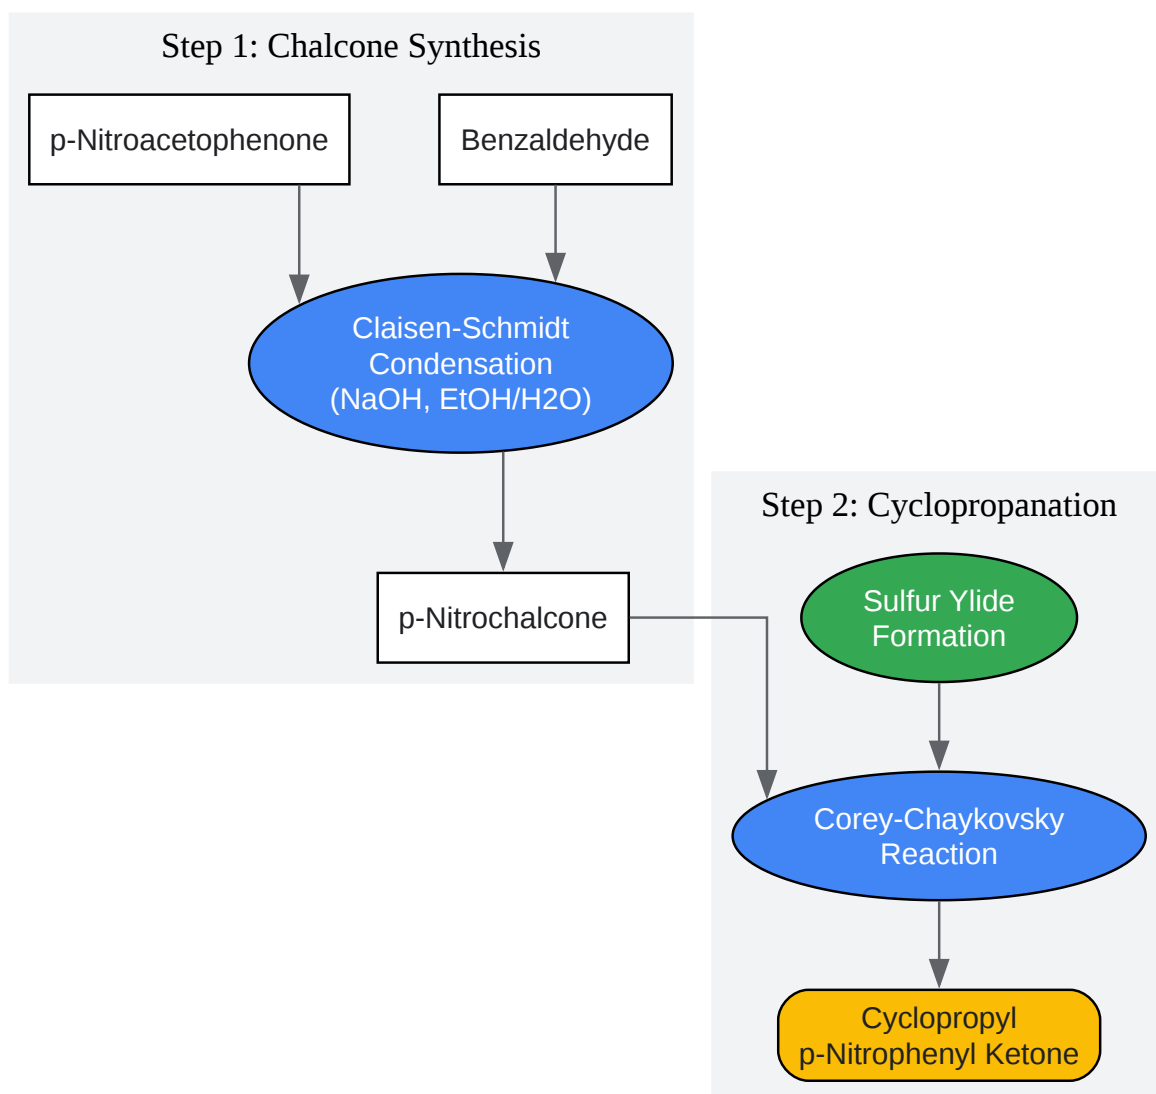 Step 1: Chalcone Synthesis
p-Nitroacetophenone
Benzaldehyde
Claisen-Schmidt
Condensation
(NaOH, EtOH/H2O)
p-Nitrochalcone
Step 2: Cyclopropanation
Sulfur Ylide
Formation
Corey-Chaykovsky
Reaction
Cyclopropyl
p-Nitrophenyl Ketone